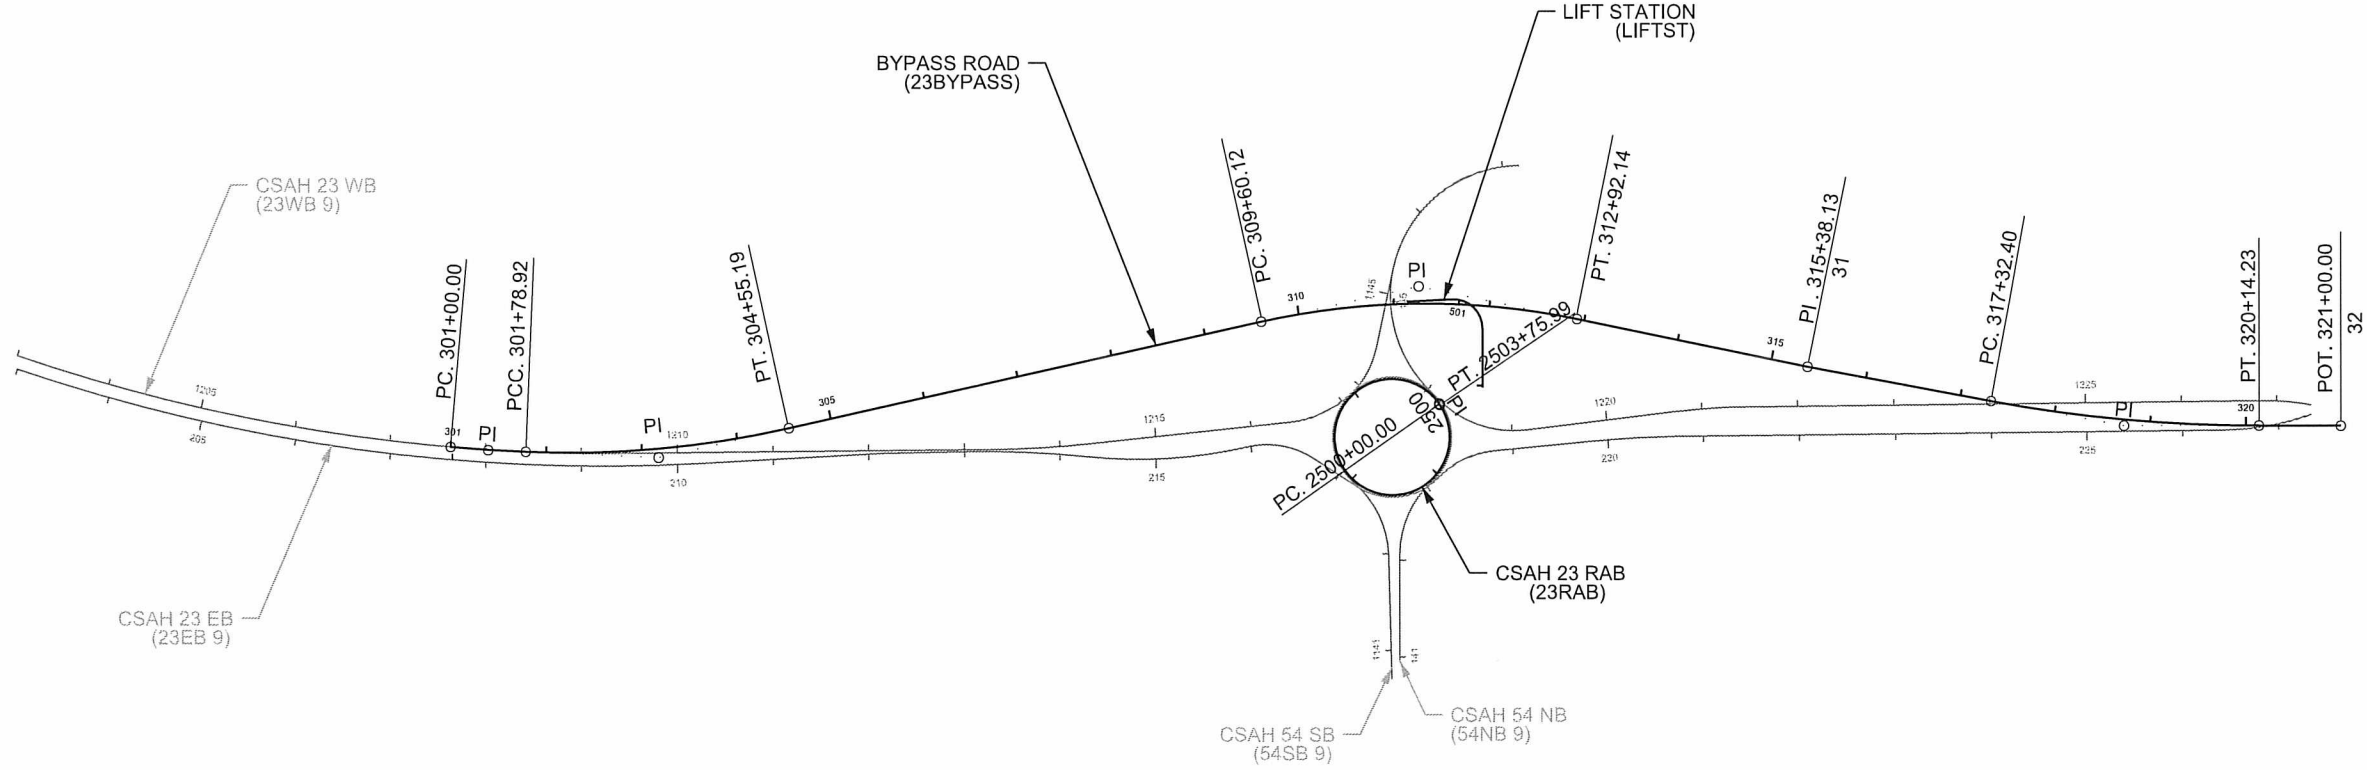 LIFT STATION
(LIFTST)
BYPASS ROAD
(23BYPASS)
CSAH 23 WB
(23WB 9)
PC. 301+00.00
PCC. 301+78.92
PT. 304+55.19
PC. 309+60.12
PT. 312+92.14
PI. 315+38.13
31
PC. 317+32.40
PT. 320+14.23
POT. 321+00.00
32
PI
PI
PI
PI
PI
301
305
310
315
320
501
1145
1205
205
1210
210
1215
215
1220
220
1225
225
PT. 2503+75.99
PC. 2500+00.00
2500
CSAH 23 RAB
(23RAB)
CSAH 23 EB
(23EB 9)
1141
141
CSAH 54 SB
(54SB 9)
CSAH 54 NB
(54NB 9)